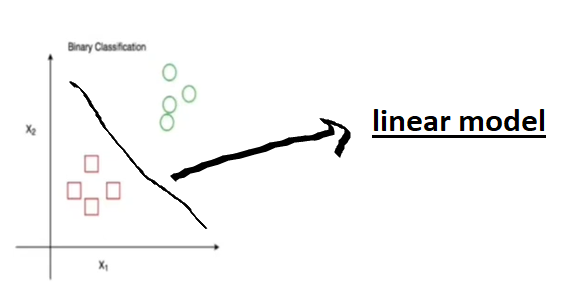 Binary Classification
X₂
linear model
X₁